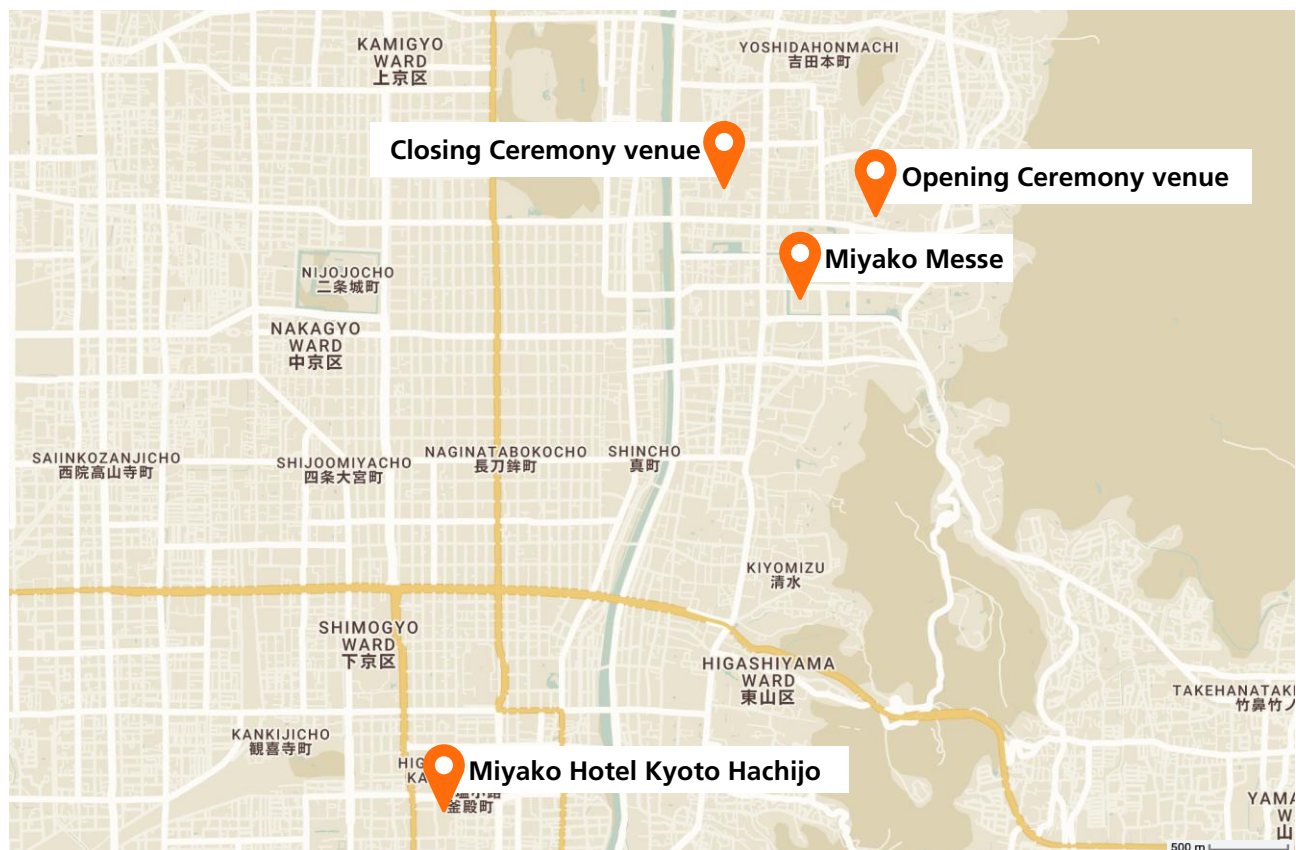 KAMIGYO
WARD
上京区
YOSHIDAHONMACHI
吉田本町
Closing Ceremony venue
Opening Ceremony venue
Miyako Messe
NIJOJOCHO
二条城町
NAKAGYO
WARD
中京区
SAIINKOZANJICHO
西院高山寺町
SHIJOOMIYACHO
四条大宮町
NAGINATABOKOCHO
長刀鉾町
SHINCHO
真町
KIYOMIZU
清水
SHIMOGYO
WARD
下京区
HIGASHIYAMA
WARD
東山区
TAKEHANATAKE
竹鼻竹ノ
KANKIJICHO
観喜寺町
HIG
KA
Miyako Hotel Kyoto Hachijo
小路
釜殿町
YAMA
W
山
500 m